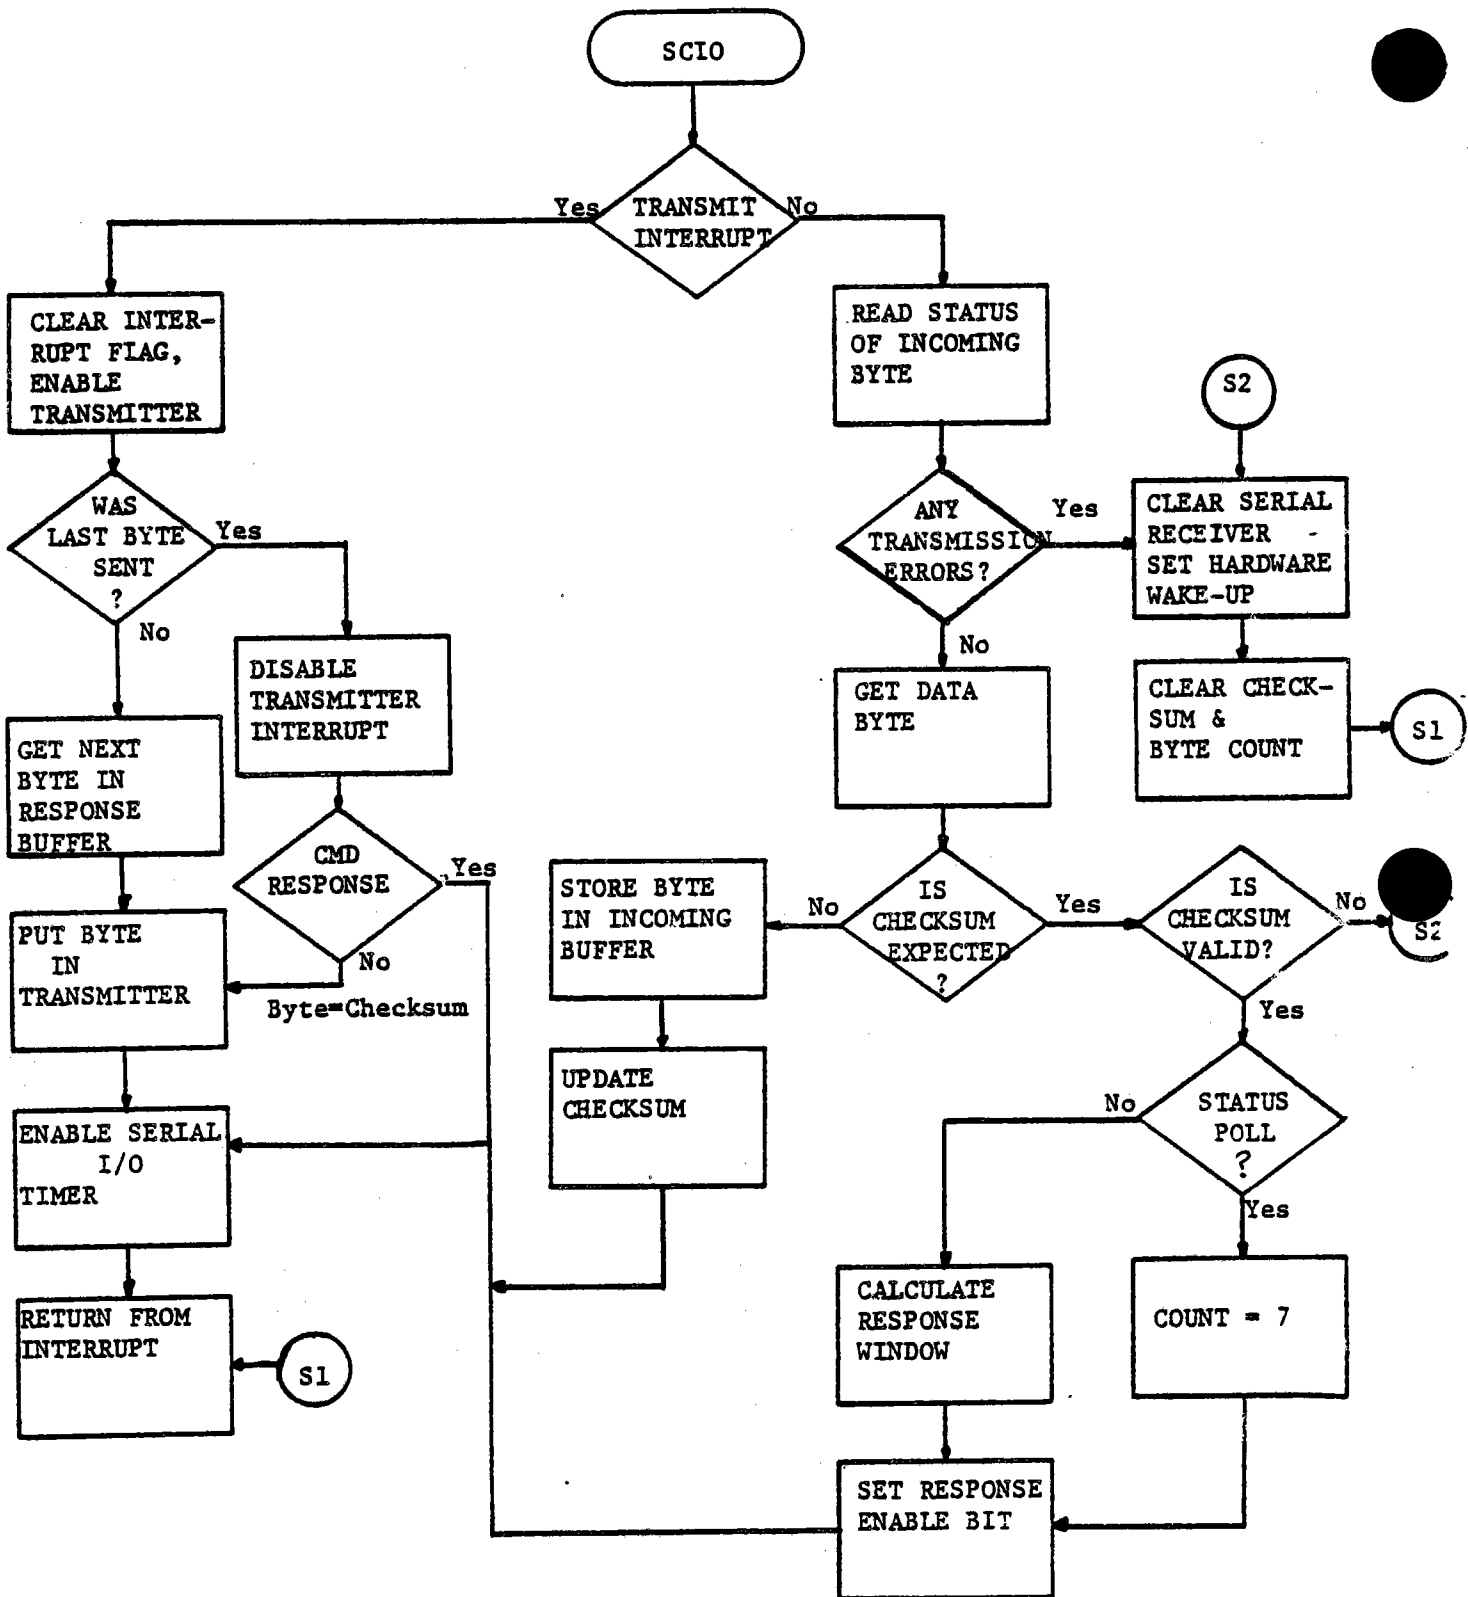 SCIO
Yes
TRANSMIT
INTERRUPT
No
CLEAR INTER-
RUPT FLAG,
ENABLE
TRANSMITTER
READ STATUS
OF INCOMING
BYTE
S2
WAS
LAST BYTE
SENT
?
Yes
No
ANY
TRANSMISSION
ERRORS?
Yes
No
CLEAR SERIAL
RECEIVER
SET HARDWARE
WAKE-UP
DISABLE
TRANSMITTER
INTERRUPT
GET DATA
BYTE
CLEAR CHECK-
SUM &
BYTE COUNT
S1
GET NEXT
BYTE IN
RESPONSE
BUFFER
CMD
RESPONSE
Yes
No
Byte=Checksum
STORE BYTE
IN INCOMING
BUFFER
No
IS
CHECKSUM
EXPECTED
?
Yes
IS
CHECKSUM
VALID?
No
S2
Yes
PUT BYTE
IN
TRANSMITTER
UPDATE
CHECKSUM
No
STATUS
POLL
?
Yes
ENABLE SERIAL
I/O
TIMER
RETURN FROM
INTERRUPT
S1
CALCULATE
RESPONSE
WINDOW
COUNT = 7
SET RESPONSE
ENABLE BIT